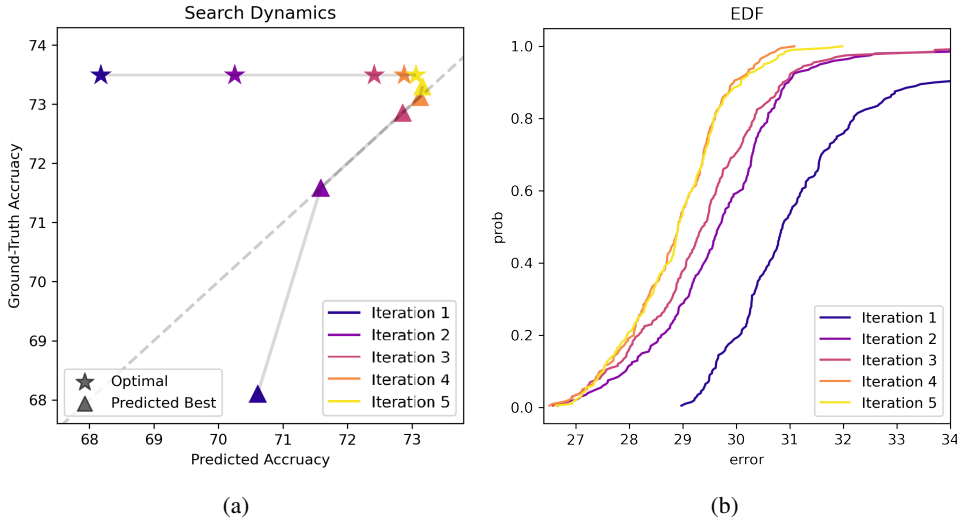 Search Dynamics
74
73
72
71
70
69
68
Ground-Truth Accruacy
Optimal
Predicted Best
Iteration 1
Iteration 2
Iteration 3
Iteration 4
Iteration 5
68 69 70 71 72 73
Predicted Accruacy
(a)
EDF
1.0
0.8
0.6
0.4
0.2
0.0
prob
Iteration 1
Iteration 2
Iteration 3
Iteration 4
Iteration 5
27 28 29 30 31 32 33 34
error
(b)